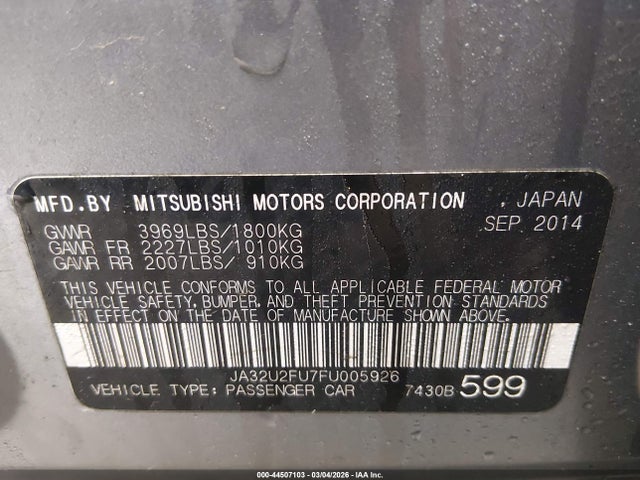 MFD.BY MITSUBISHI MOTORS CORPORATION , JAPAN
GVWR 3969LBS/1800KG SEP 2014
GAWR FR 2227LBS/1010KG
GAWR RR 2007LBS/ 910KG
THIS VEHICLE CONFORMS TO ALL APPLICABLE FEDERAL MOTOR
VEHICLE SAFETY, BUMPER, AND THEFT PREVENTION STANDARDS
IN EFFECT ON THE DATE OF MANUFACTURE SHOWN ABOVE.
JA32U2FU7FU005926
VEHICLE TYPE: PASSENGER CAR 7430B 599
000-44507103 - 03/04/2026 - IAA Inc.